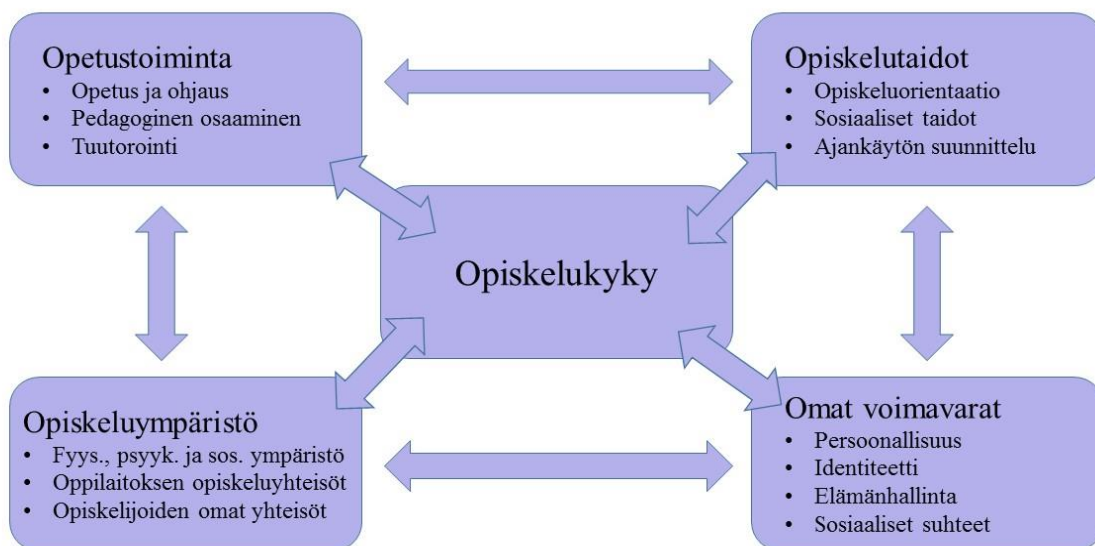 Opetustoiminta
• Opetus ja ohjaus
• Pedagoginen osaaminen
• Tuutorointi
Opiskelutaidot
• Opiskeluorientaatio
• Sosiaaliset taidot
• Ajankäytön suunnittelu
Opiskelukyky
Opiskeluympäristö
• Fyys., psyyk. ja sos. ympäristö
• Oppilaitoksen opiskeluyhteisöt
• Opiskelijoiden omat yhteisöt
Omat voimavarat
• Persoonallisuus
• Identiteetti
• Elämänhallinta
• Sosiaaliset suhteet